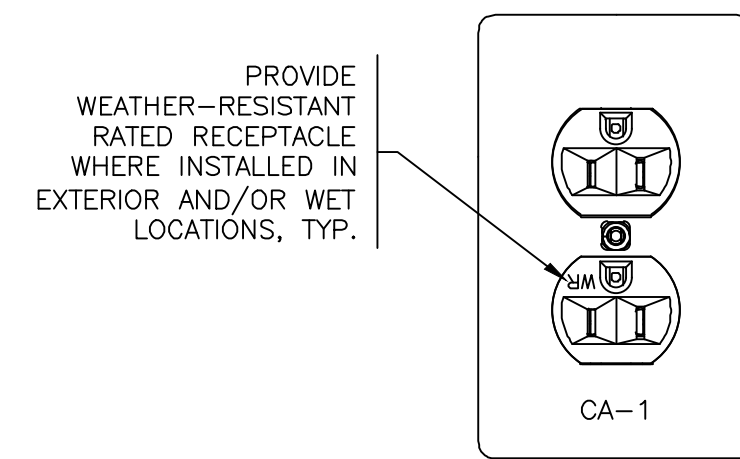 PROVIDE
WEATHER-RESISTANT
RATED RECEPTACLE
WHERE INSTALLED IN
EXTERIOR AND/OR WET
LOCATIONS, TYP.
WR
CA-1